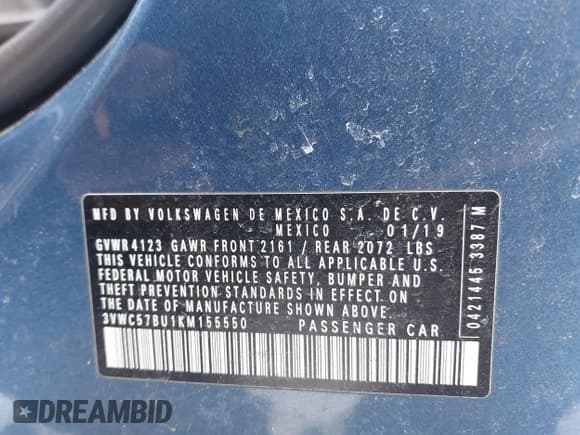 MFD BY VOLKSWAGEN DE MEXICO S.A. DE C.V.
MEXICO 01/19
GVWR 4123 GAWR FRONT 2161 / REAR 2072 LBS
THIS VEHICLE CONFORMS TO ALL APPLICABLE U.S.
FEDERAL MOTOR VEHICLE SAFETY, BUMPER AND
THEFT PREVENTION STANDARDS IN EFFECT ON
THE DATE OF MANUFACTURE SHOWN ABOVE.
3VWC57BU1KM155550 PASSENGER CAR
0421445 3387 M
DREAMBID